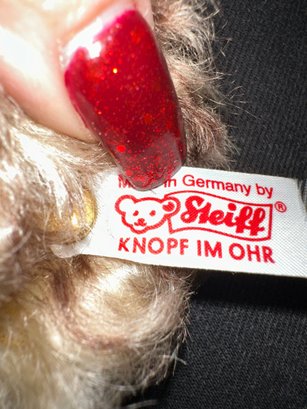 in Germany by
Steiff®
KNOPF IM OHR